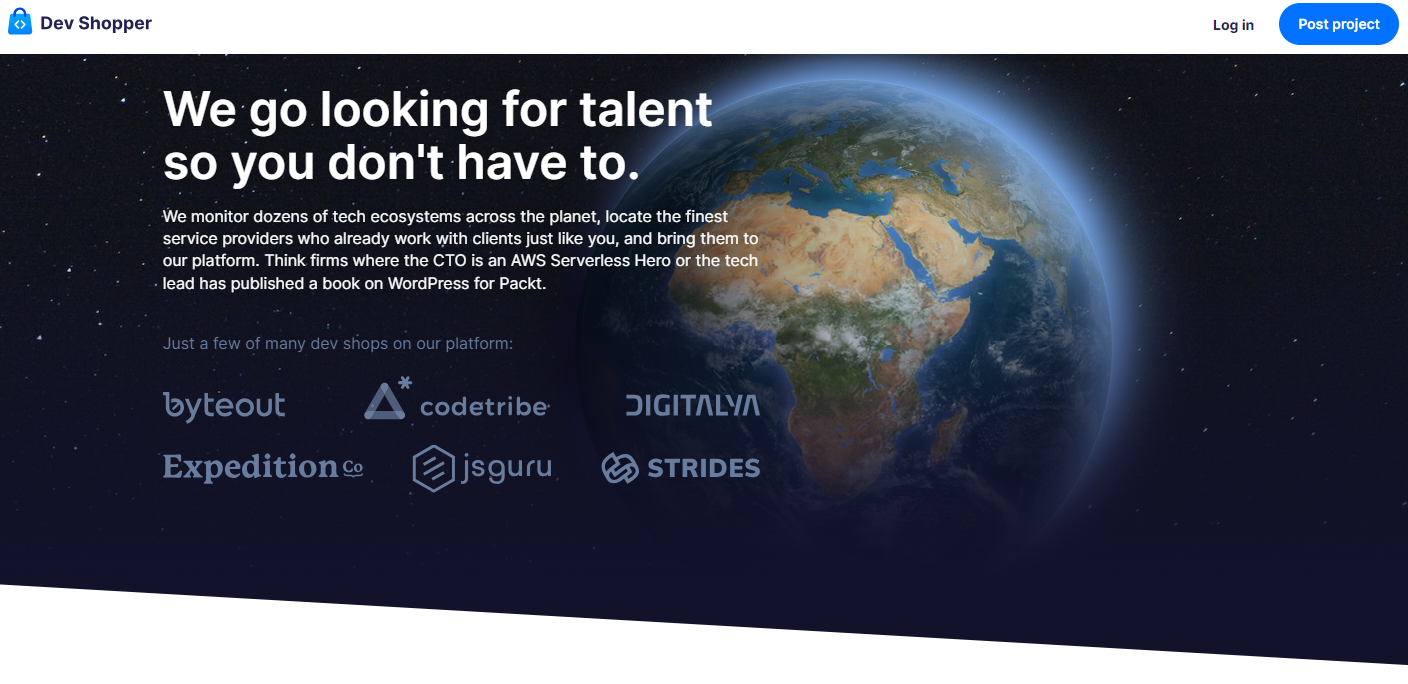 Dev Shopper
Log in
Post project
We go looking for talent
so you don't have to.
We monitor dozens of tech ecosystems across the planet, locate the finest
service providers who already work with clients just like you, and bring them to
our platform. Think firms where the CTO is an AWS Serverless Hero or the tech
lead has published a book on WordPress for Packt.
Just a few of many dev shops on our platform:
byteout
codetribe
DIGITALYA
Expedition Co
jsguru
STRIDES